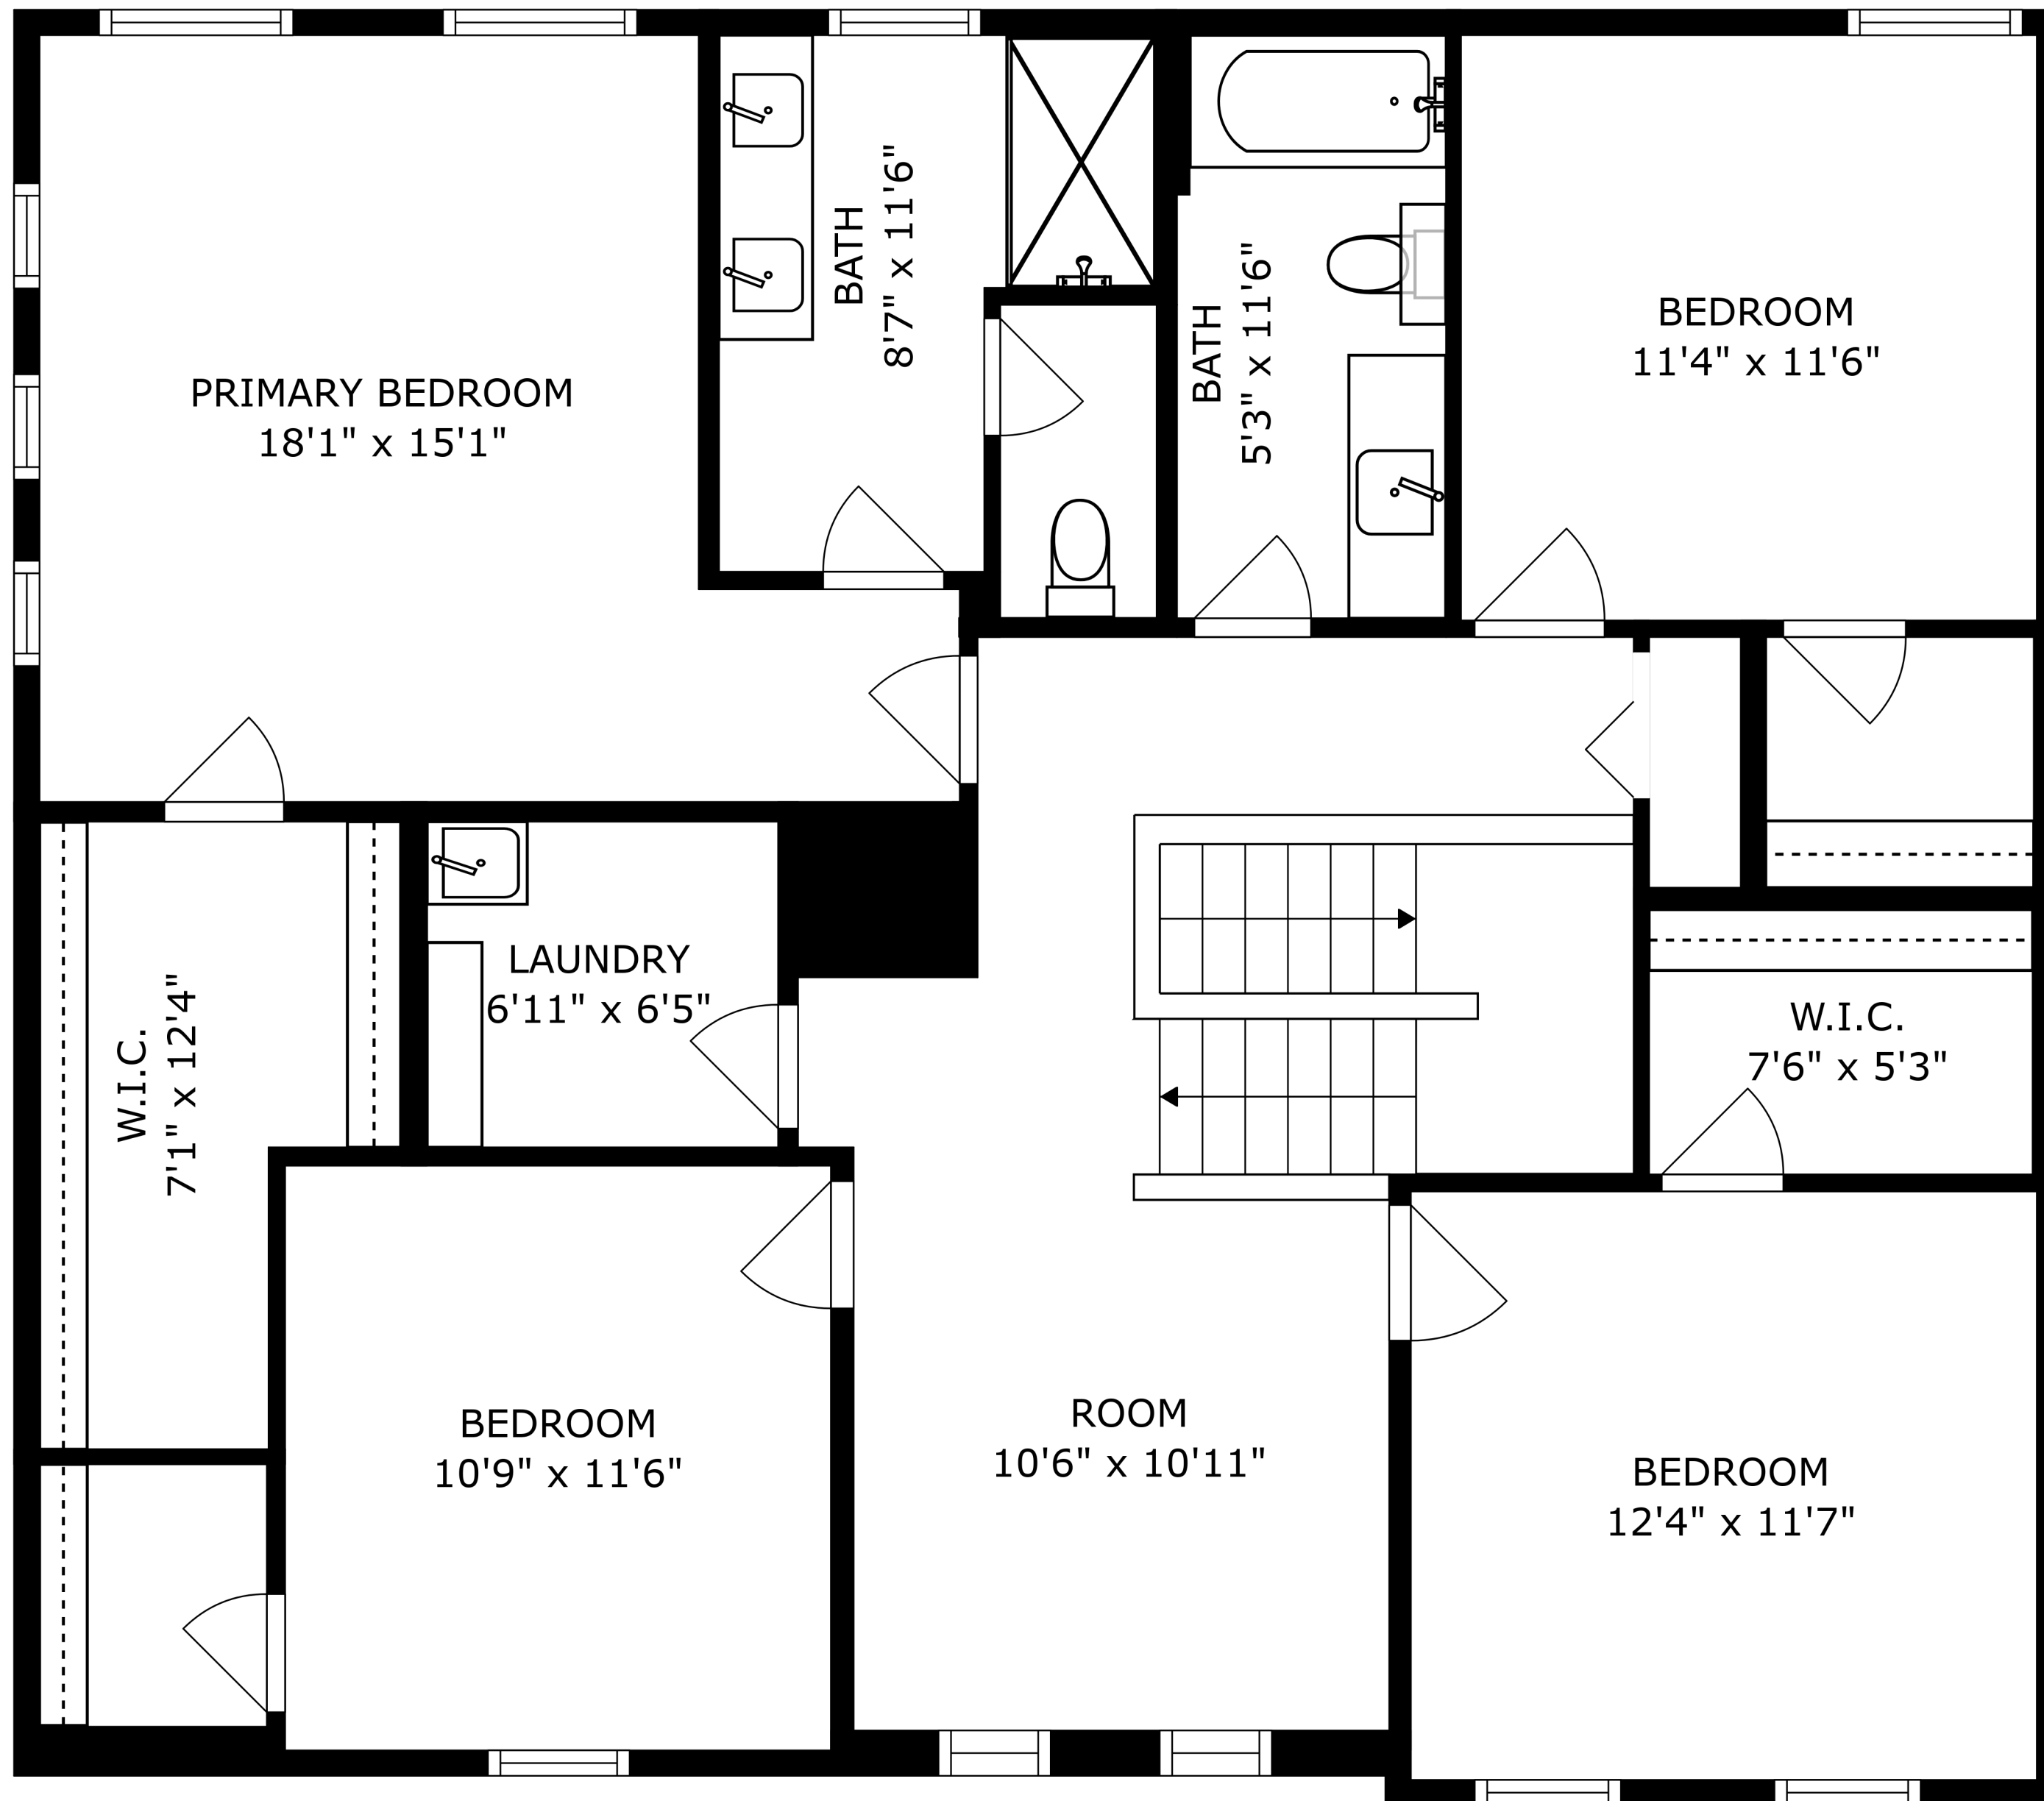 PRIMARY BEDROOM
18'1" x 15'1"
BATH
8'7" x 11'6"
BATH
5'3" x 11'6"
BEDROOM
11'4" x 11'6"
LAUNDRY
6'11" x 6'5"
W.I.C.
7'1" x 12'4"
W.I.C.
7'6" x 5'3"
BEDROOM
10'9" x 11'6"
ROOM
10'6" x 10'11"
BEDROOM
12'4" x 11'7"